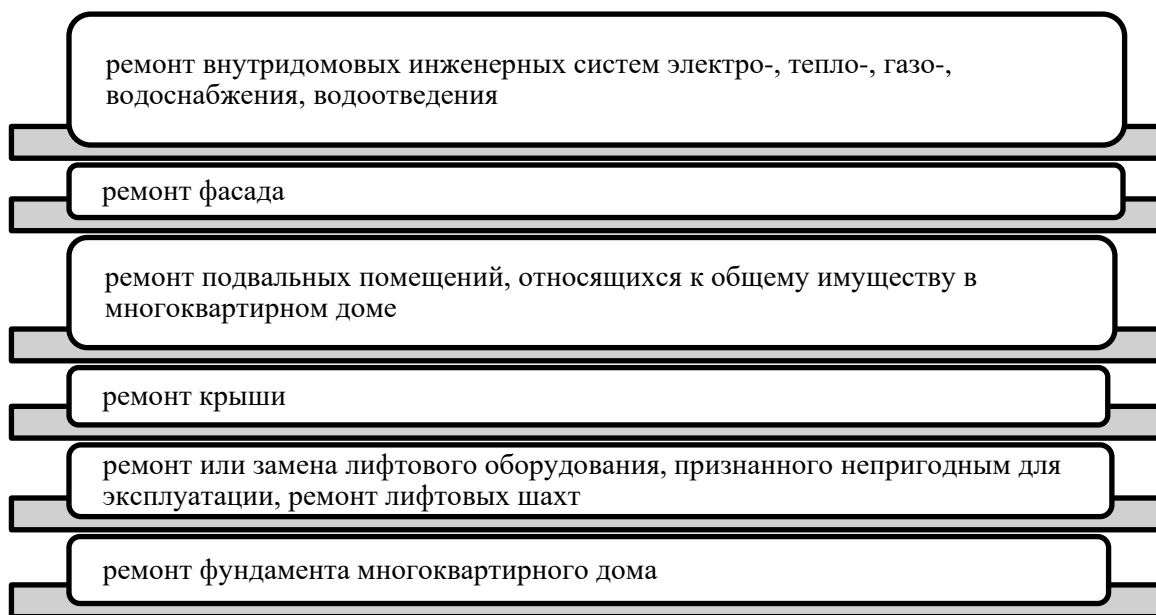 ремонт внутридомовых инженерных систем электро-, тепло-, газо-,
водоснабжения, водоотведения
ремонт фасада
ремонт подвальных помещений, относящихся к общему имуществу в
многоквартирном доме
ремонт крыши
ремонт или замена лифтового оборудования, признанного непригодным для
эксплуатации, ремонт лифтовых шахт
ремонт фундамента многоквартирного дома